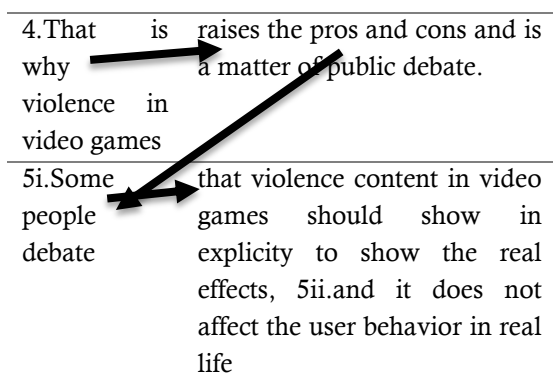 4.That is
why
violence in
video games
raises the pros and cons and is
a matter of public debate.
5i.Some
people
debate
that violence content in video
games should show in
explicity to show the real
effects, 5ii.and it does not
affect the user behavior in real
life